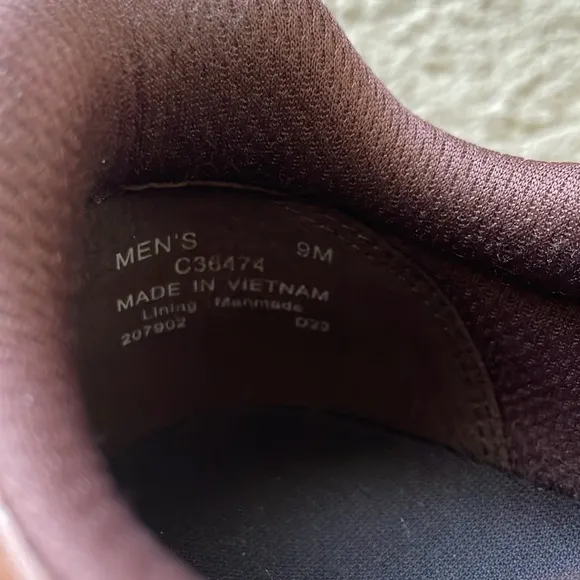 MEN'S 9M
C36474
MADE IN VIETNAM
Lining : Manmade
207902 D23